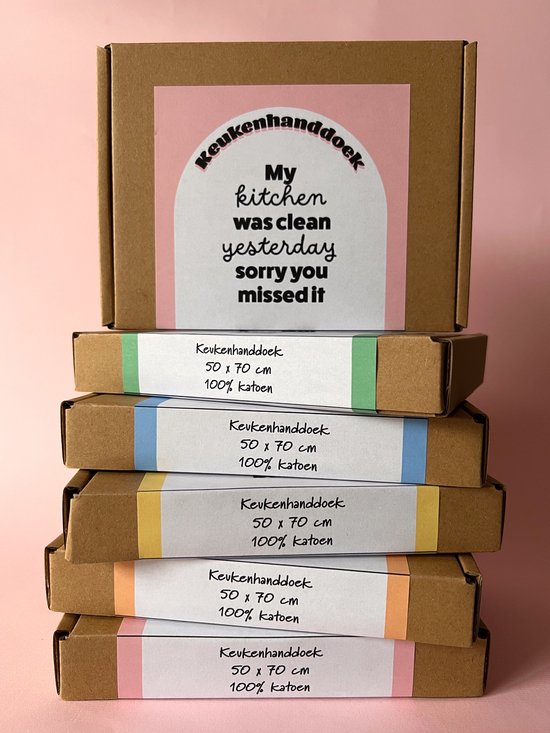 Keukenhanddoek
My
kitchen
was clean
yesterday
sorry you
missed it
Keukenhanddoek
50 x 70 cm
100% katoen
Keukenhanddoek
50 x 70 cm
100% katoen
Keukenhanddoek
50 x 70 cm
100% katoen
Keukenhanddoek
50 x 70 cm
100% katoen
Keukenhanddoek
50 x 70 cm
100% katoen